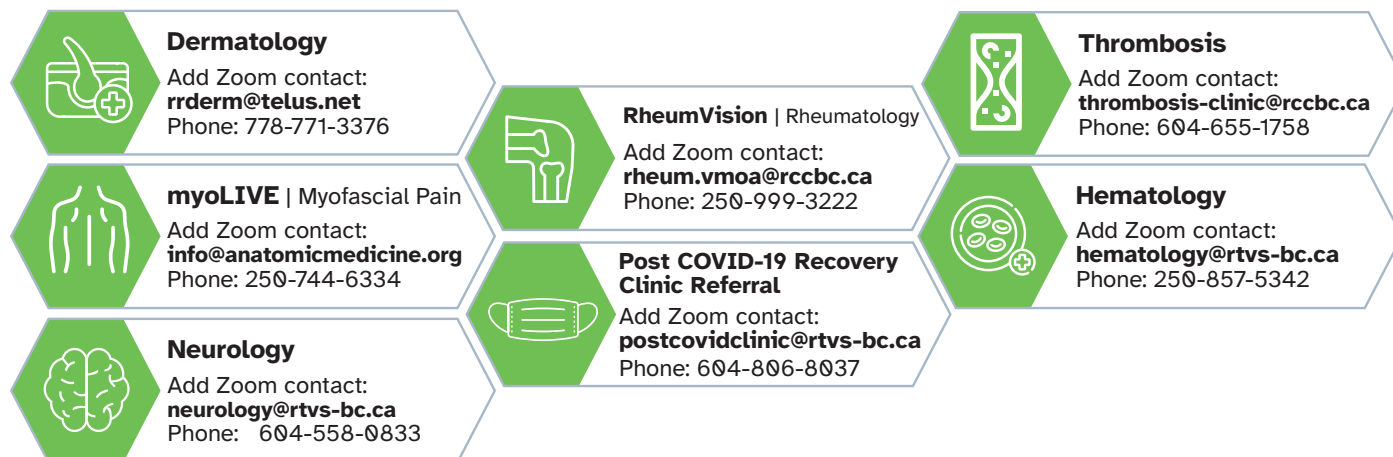 Dermatology
Add Zoom contact:
rrderm@telus.net
Phone: 778-771-3376
myoLIVE | Myofascial Pain
Add Zoom contact:
info@anatomicmedicine.org
Phone: 250-744-6334
Neurology
Add Zoom contact:
neurology@rtvs-bc.ca
Phone: 604-558-0833
RheumVision | Rheumatology
Add Zoom contact:
rheum.vmoa@rccbc.ca
Phone: 250-999-3222
Post COVID-19 Recovery
Clinic Referral
Add Zoom contact:
postcovidclinic@rtvs-bc.ca
Phone: 604-806-8037
Thrombosis
Add Zoom contact:
thrombosis-clinic@rccbc.ca
Phone: 604-655-1758
Hematology
Add Zoom contact:
hematology@rtvs-bc.ca
Phone: 250-857-5342